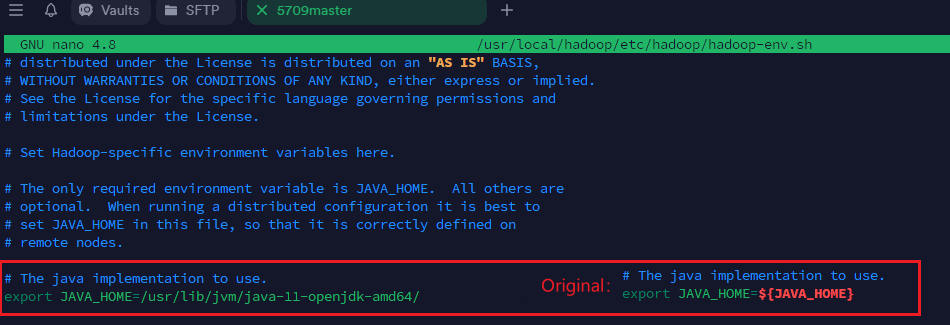 Vaults
SFTP
5709master
GNU nano 4.8 /usr/local/hadoop/etc/hadoop/hadoop-env.sh
# distributed under the License is distributed on an "AS IS" BASIS,
# WITHOUT WARRANTIES OR CONDITIONS OF ANY KIND, either express or implied.
# See the License for the specific language governing permissions and
# limitations under the License.
# Set Hadoop-specific environment variables here.
# The only required environment variable is JAVA_HOME.  All others are
# optional.  When running a distributed configuration it is best to
# set JAVA_HOME in this file, so that it is correctly defined on
# remote nodes.
# The java implementation to use.
export JAVA_HOME=/usr/lib/jvm/java-11-openjdk-amd64/
Original：
# The java implementation to use.
export JAVA_HOME=${JAVA_HOME}